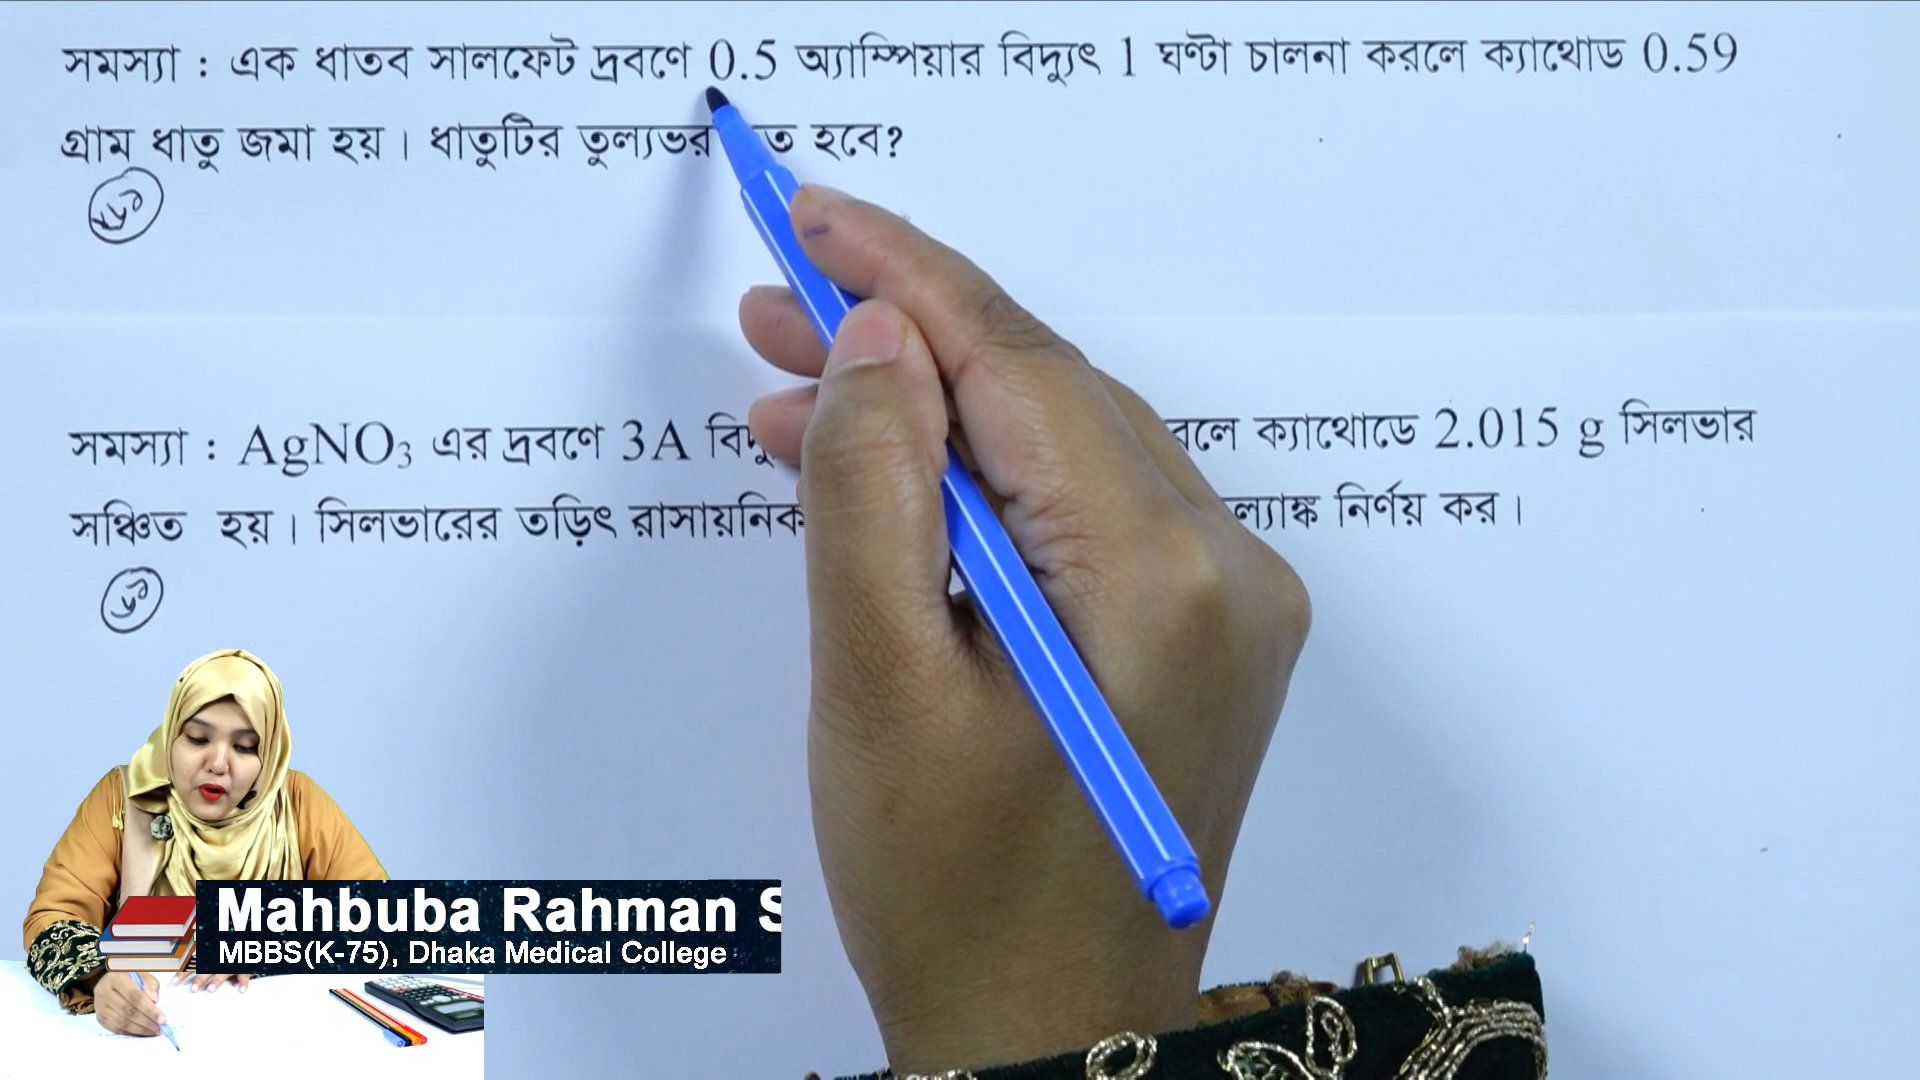 সমস্যা : এক ধাতব সালফেট দ্রবণে 0.5 অ্যাম্পিয়ার বিদ্যুৎ 1 ঘণ্টা চালনা করলে ক্যাথোড 0.59
গ্রাম ধাতু জমা হয়। ধাতুটির তুল্যভর হবে?
সমস্যা : AgNO₃ এর দ্রবণে 3A ক্যাথোডে 2.015 g সিলভার
সঞ্চিত হয়। সিলভারের তড়িৎ রাসায়নিক নির্ণয় কর।
Mahbuba Rahman S
MBBS(K-75), Dhaka Medical College